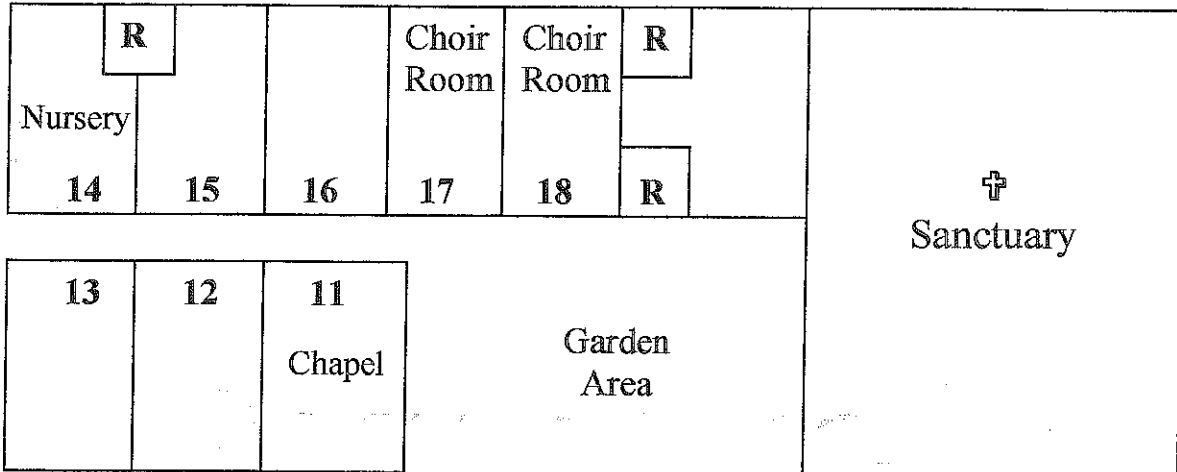 R
Choir
Room
Choir
Room
R
Nursery
14
15
16
17
18
R
✞
Sanctuary
13
12
11
Chapel
Garden
Area